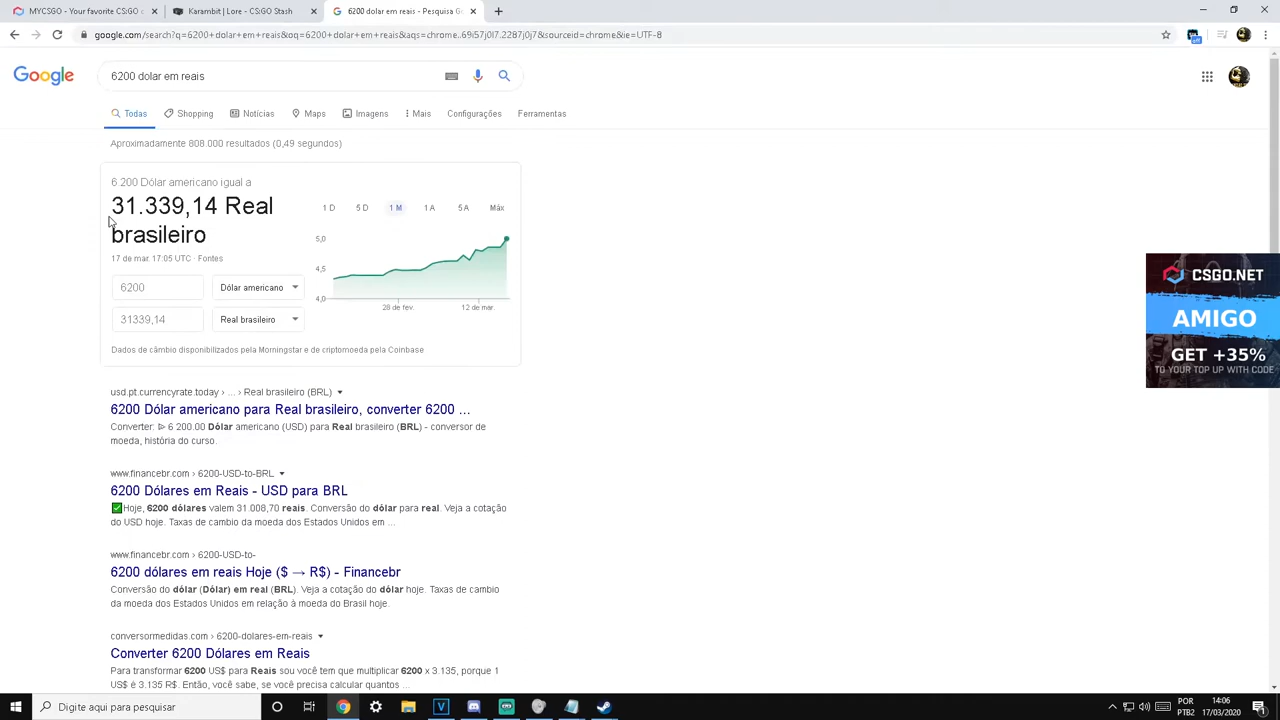 MYCSGO - Your favorite CS:GO c
Karambit | Lore - CS:GO Stash
6200 dolar em reais - Pesquisa G
google.com/search?q=6200+dolar+em+reais&oq=6200+dolar+em+reais&aqs=chrome..69i57j0l7.2287j0j7&sourceid=chrome&ie=UTF-8
off
Google
6200 dolar em reais
Todas
Shopping
Notícias
Maps
Imagens
Mais
Configurações
Ferramentas
Aproximadamente 808.000 resultados (0,49 segundos)
6.200 Dólar americano igual a
31.339,14 Real
brasileiro
17 de mar. 17:05 UTC · Fontes
6200
Dólar americano
31339,14
Real brasileiro
1 D
5 D
1 M
1 A
5A
Máx
5,0
4,5
4,0
28 de fev.
12 de mar.
Dados de câmbio disponibilizados pela Morningstar e de criptomoeda pela Coinbase
usd.pt.currencyrate.today › ... › Real brasileiro (BRL)
6200 Dólar americano para Real brasileiro, converter 6200 ...
Converter: ⊳ 6 200.00 Dólar americano (USD) para Real brasileiro (BRL) - conversor de
moeda, história do curso.
www.financebr.com › 6200-USD-to-BRL
6200 Dólares em Reais - USD para BRL
✅Hoje, 6200 dólares valem 31.008,70 reais. Conversão do dólar para real. Veja a cotação
do USD hoje. Taxas de cambio da moeda dos Estados Unidos em ...
www.financebr.com › 6200-USD-to-
6200 dólares em reais Hoje ($ → R$) - Financebr
Conversão do dólar (Dólar) em real (BRL). Veja a cotação do dólar hoje. Taxas de cambio
da moeda dos Estados Unidos em relação à moeda do Brasil hoje.
conversormedidas.com › 6200-dolares-em-reais
Converter 6200 Dólares em Reais
Para transformar 6200 US$ para Reais sou você tem que multiplicar 6200 x 3.135, porque 1
US$ é 3.135 R$. Então, você sabe, se você precisa calcular quantos ...
CSGO.NET
AMIGO
GET +35%
TO YOUR TOP UP WITH CODE
Digite aqui para pesquisar
POR
PTB2
14:06
17/03/2020
1